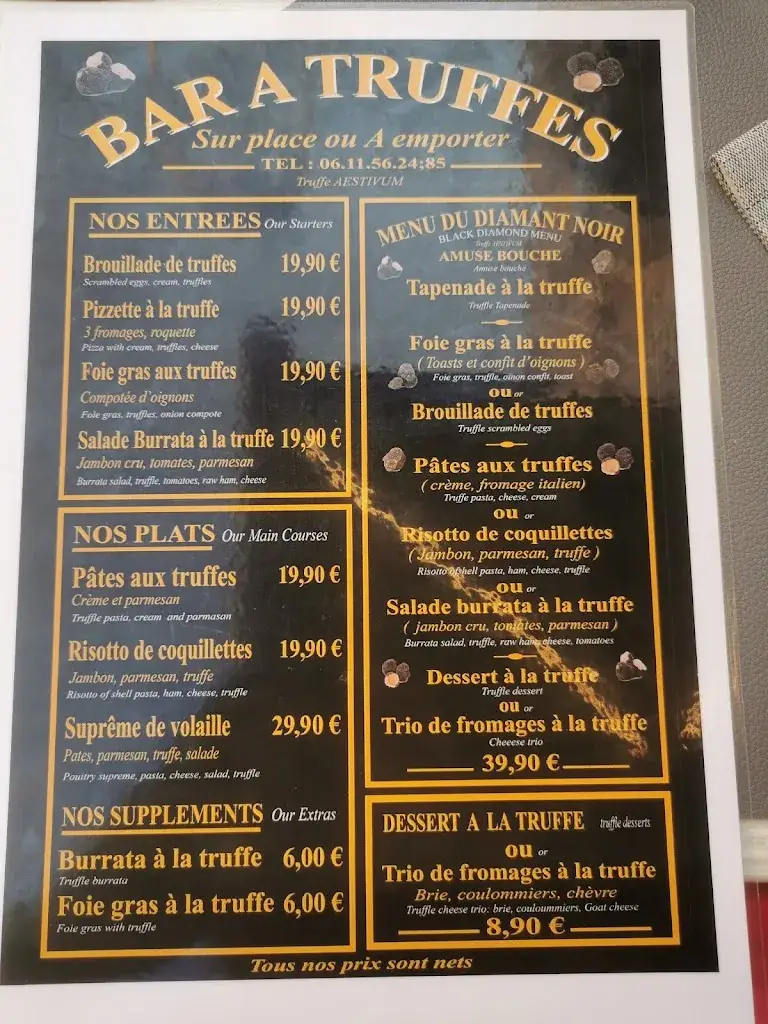 BAR A TRUFFES
Sur place ou A emporter
TEL : 06.11.56.24;85
Truffe AESTIVUM
NOS ENTREES Our Starters
Brouillade de truffes 19,90 €
Scrambled eggs, cream, truffles
Pizzette à la truffe 19,90 €
3 fromages, roquette
Pizza with cream, truffles, cheese
Foie gras aux truffes 19,90 €
Compotée d'oignons
Foie gras, truffles, onion compote
Salade Burrata à la truffe 19,90 €
Jambon cru, tomates, parmesan
Burrata salad, truffle, tomatoes, raw ham, cheese
NOS PLATS Our Main Courses
Pâtes aux truffes 19,90 €
Crème et parmesan
Truffle pasta, cream and parmasan
Risotto de coquillettes 19,90 €
Jambon, parmesan, truffe
Risotto of shell pasta, ham, cheese, truffle
Suprême de volaille 29,90 €
Pates, parmesan, truffe, salade
Pouitry supreme, pasta, cheese, salad, truffle
NOS SUPPLEMENTS Our Extras
Burrata à la truffe 6,00 €
Truffle burrata
Foie gras à la truffe 6,00 €
Foie gras with truffle
MENU DU DIAMANT NOIR
BLACK DIAMOND MENU
Truffe AESTIVUM
AMUSE BOUCHE
Amuse bouche
Tapenade à la truffe
Truffle Tapenade
Foie gras à la truffe
( Toasts et confit d'oignons )
Foie gras, truffle, oinon confit, toast
ou or
Brouillade de truffes
Truffle scrambled eggs
Pâtes aux truffes
( crème, fromage italien)
Truffe pasta, cheese, cream
ou or
Risotto de coquillettes
( Jambon, parmesan, truffe )
Risotto of shell pasta, ham, cheese, truffle
ou or
Salade burrata à la truffe
( jambon cru, tomates, parmesan )
Burrata salad, truffle, raw ham, cheese, tomatoes
Dessert à la truffe
Truffle dessert
ou or
Trio de fromages à la truffe
Cheeese trio
39,90 €
DESSERT A LA TRUFFE truffle desserts
ou or
Trio de fromages à la truffe
Brie, coulommiers, chèvre
Truffle cheese trio: brie, couloummiers, Goat cheese
8,90 €
Tous nos prix sont nets